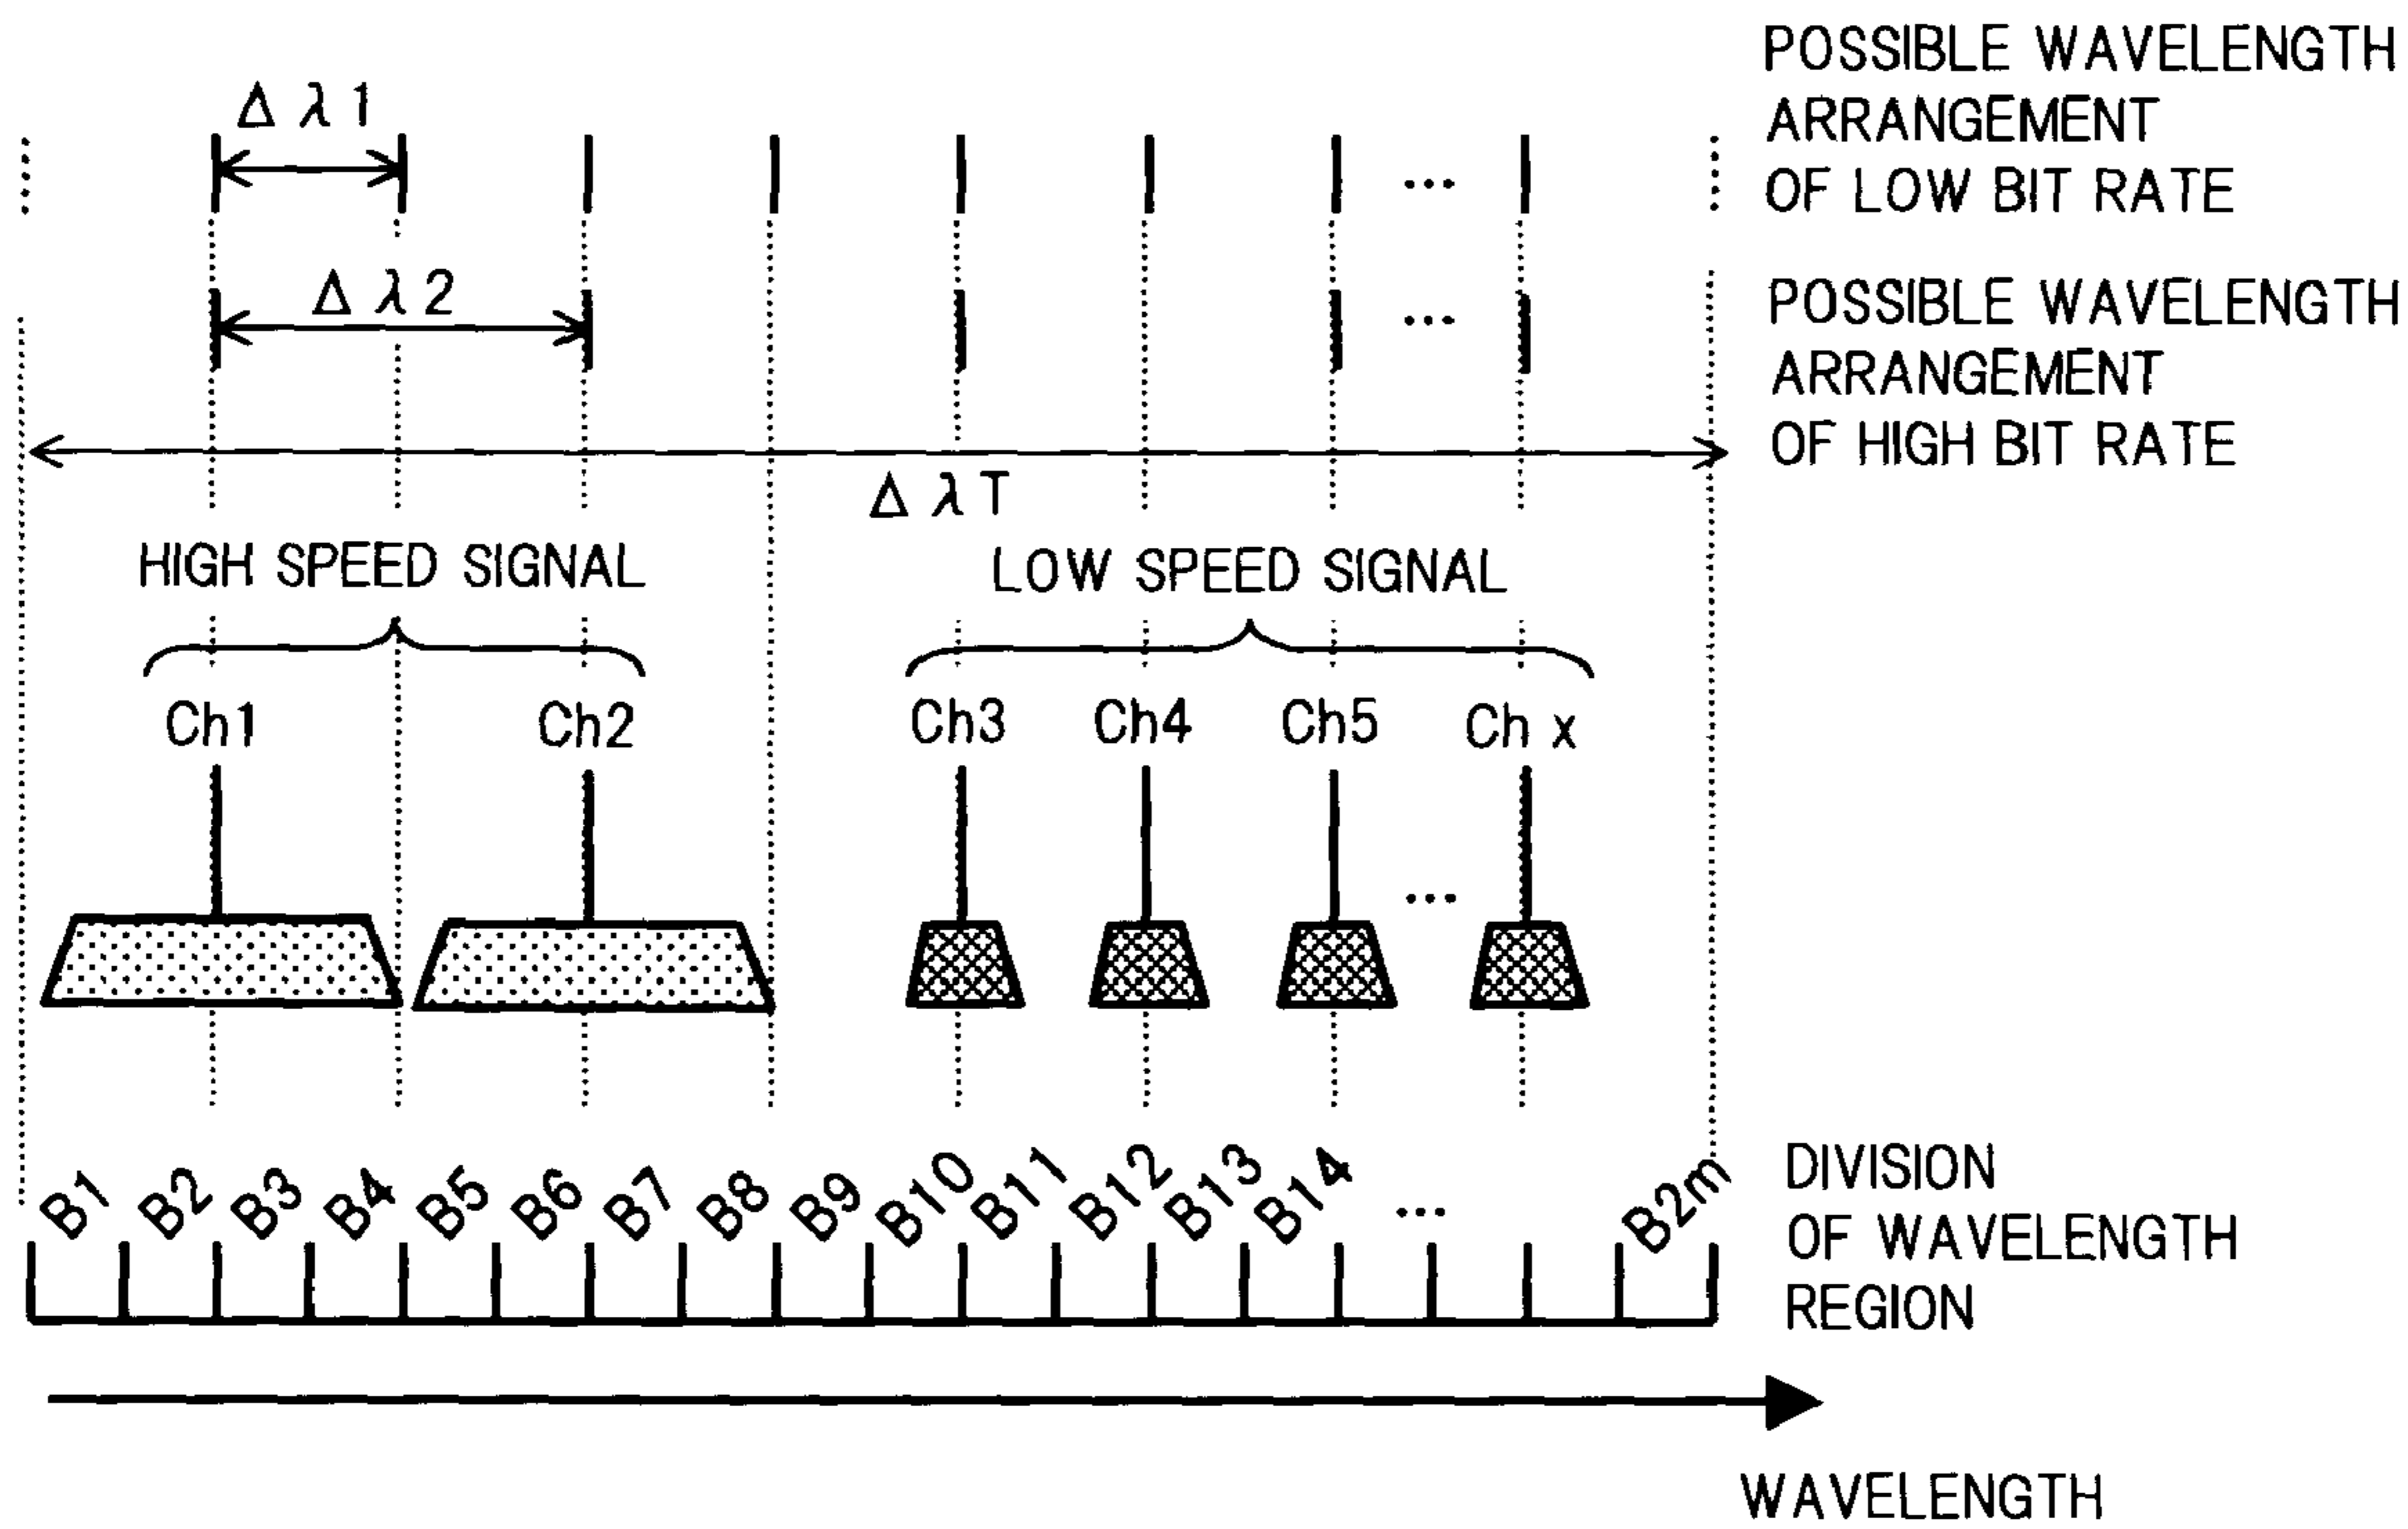 POSSIBLE WAVELENGTH
ARRANGEMENT
OF LOW BIT RATE
Δλ1
...
Δλ2
...
POSSIBLE WAVELENGTH
ARRANGEMENT
OF HIGH BIT RATE
ΔλT
HIGH SPEED SIGNAL
LOW SPEED SIGNAL
Ch1 Ch2 Ch3 Ch4 Ch5 Ch x
...
B1 B2 B3 B4 B5 B6 B7 B8 B9 B10 B11 B12 B13 B14 ... B2m
DIVISION
OF WAVELENGTH
REGION
WAVELENGTH